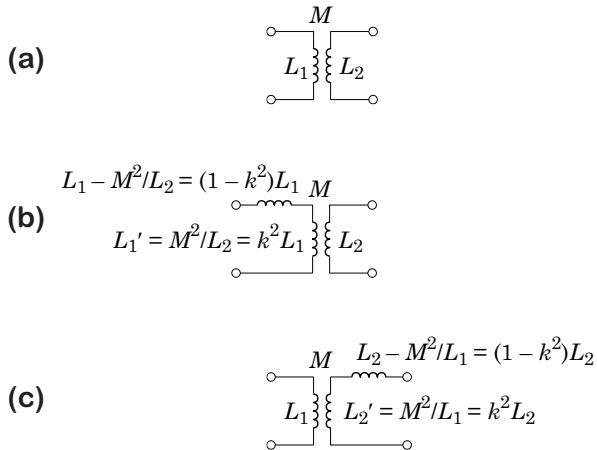 M
(a)
L₁ L₂
L₁ − M²/L₂ = (1 − k²)L₁
M
(b)
L₁′ = M²/L₂ = k²L₁ L₂
L₂ − M²/L₁ = (1 − k²)L₂
M
(c)
L₁ L₂′ = M²/L₁ = k²L₂